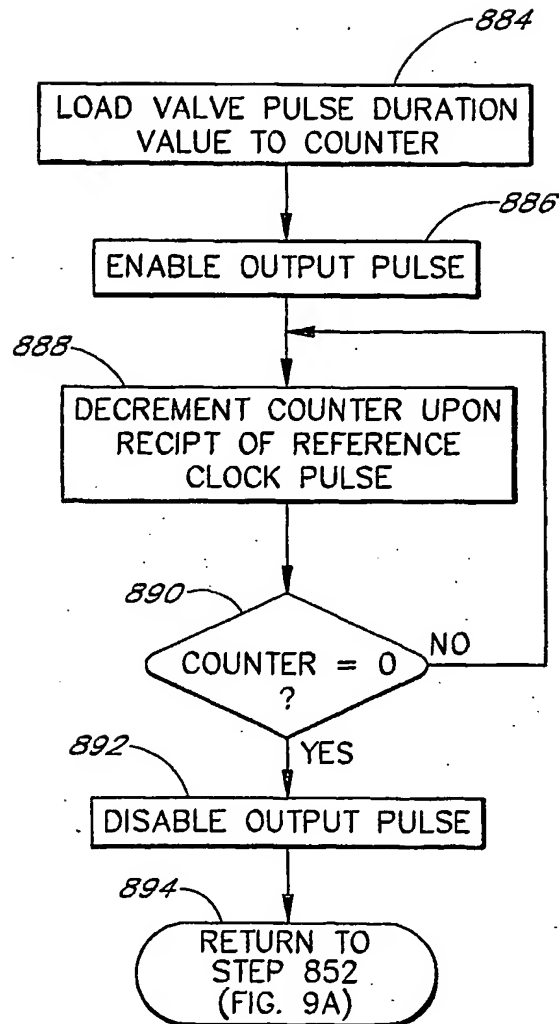 884
LOAD VALVE PULSE DURATION
VALUE TO COUNTER
886
ENABLE OUTPUT PULSE
888
DECREMENT COUNTER UPON
RECIPT OF REFERENCE
CLOCK PULSE
890
COUNTER = 0
?
NO
YES
892
DISABLE OUTPUT PULSE
894
RETURN TO
STEP 852
(FIG. 9A)